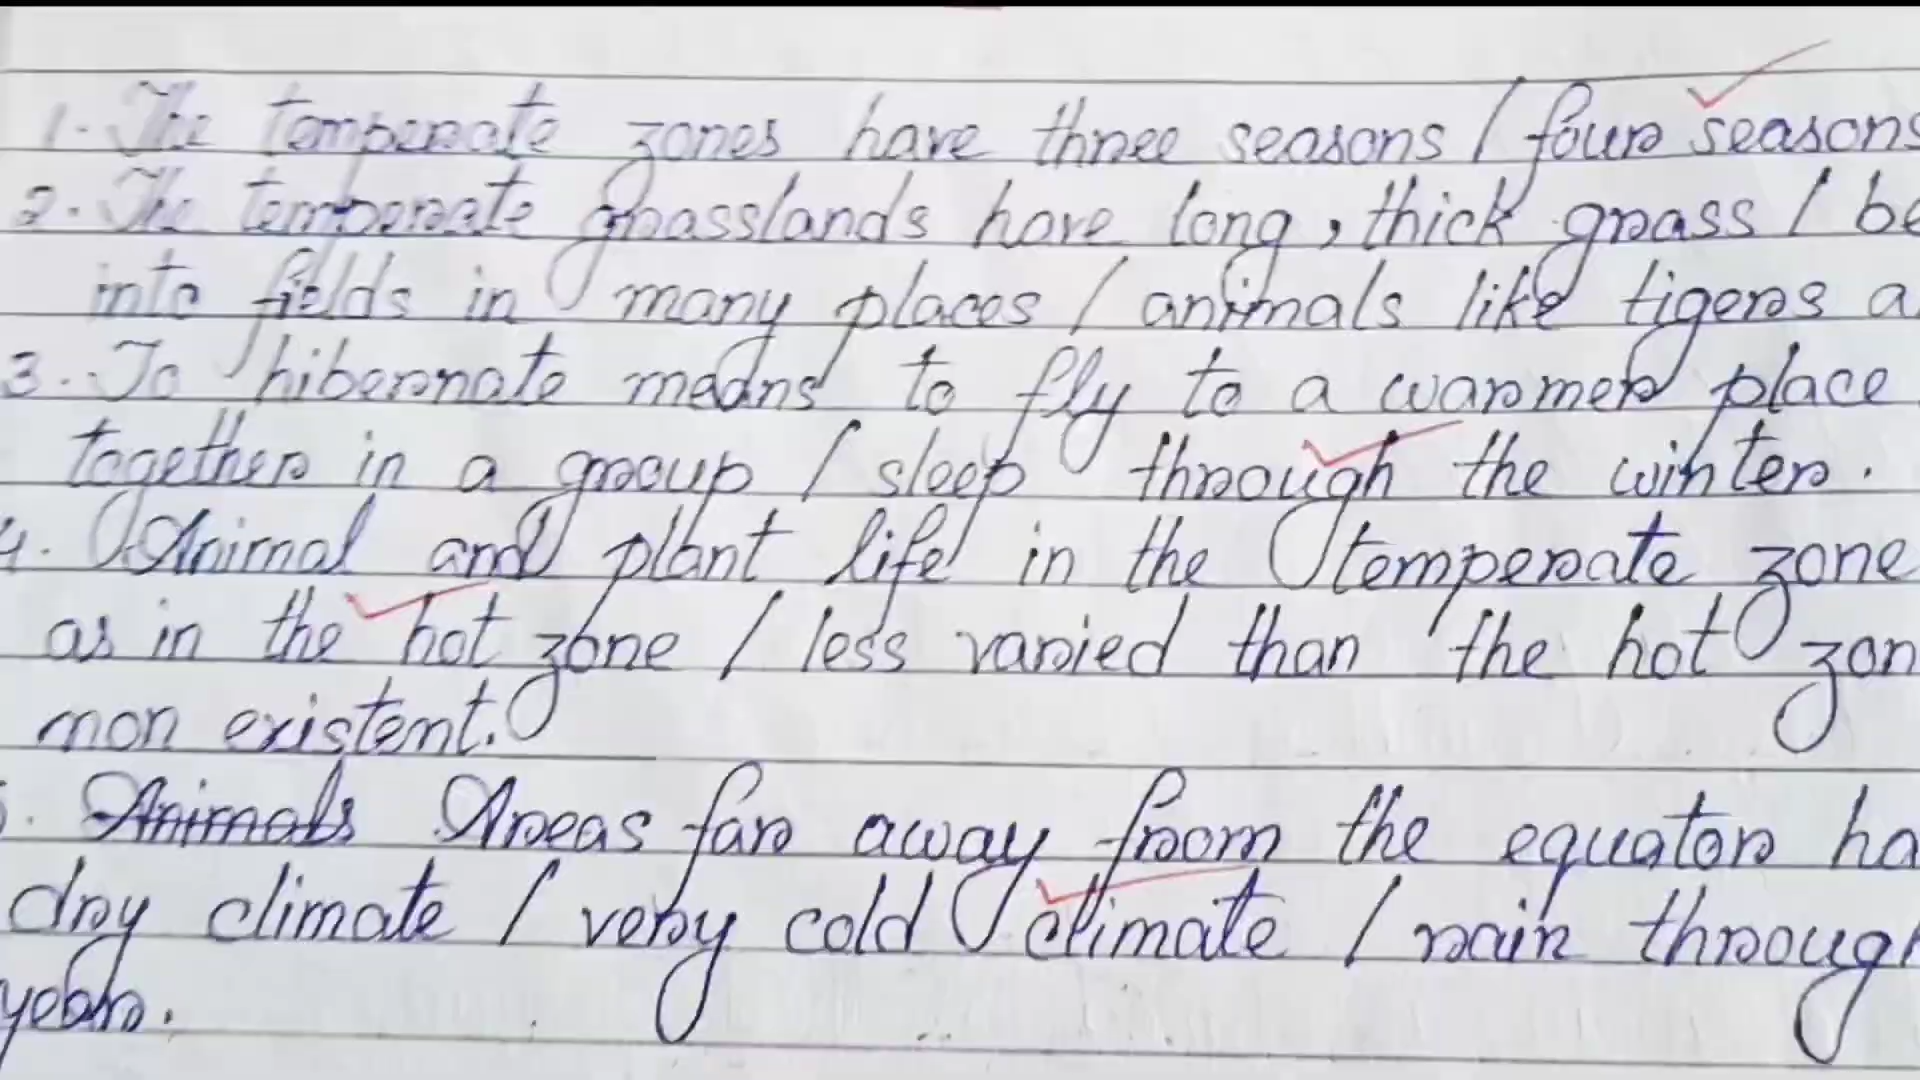 1. The temperate zones have three seasons / four seasons
2. The temperate grasslands have long, thick grass / be
into fields in many places / animals like tigers a
3. To hibernate means to fly to a warmer place
together in a group / sleep through the winter.
4. Animal and plant life in the temperate zone
as in the hot zone / less varied than the hot zon
non existent.
5. Animals Areas far away from the equator ha
dry climate / very cold climate / rain through
year.